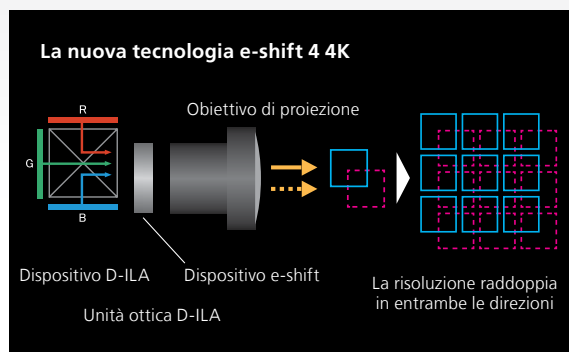 La nuova tecnologia e-shift 4 4K
R
Obiettivo di proiezione
G
B
Dispositivo D-ILA
Dispositivo e-shift
La risoluzione raddoppia
in entrambe le direzioni
Unità ottica D-ILA